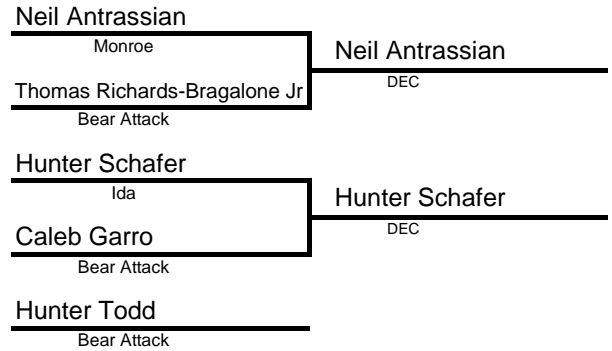 Neil Antrassian
Monroe
Neil Antrassian
DEC
Thomas Richards-Bragalone Jr
Bear Attack
Hunter Schafer
Ida
Hunter Schafer
DEC
Caleb Garro
Bear Attack
Hunter Todd
Bear Attack